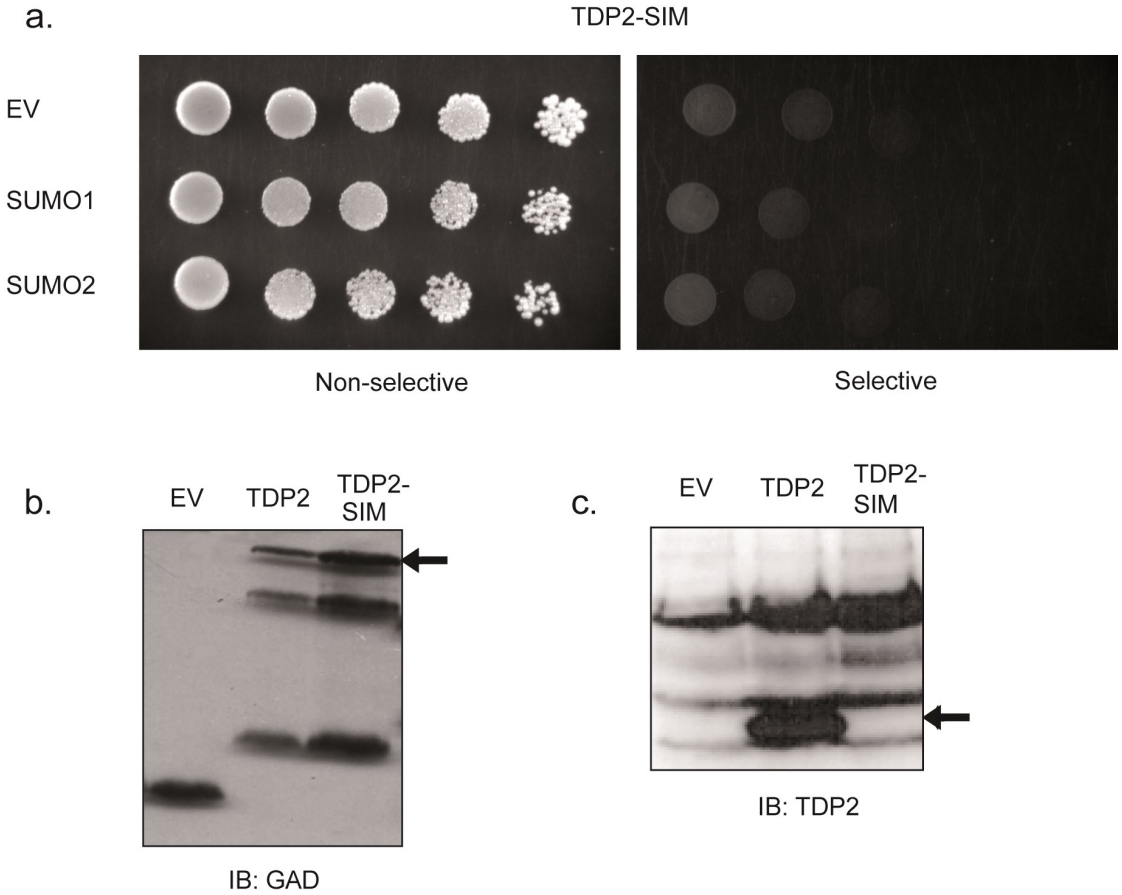 a.
TDP2-SIM
EV
SUMO1
SUMO2
Non-selective
Selective
b.
EV
TDP2
TDP2-
SIM
IB: GAD
c.
EV
TDP2
TDP2-
SIM
IB: TDP2